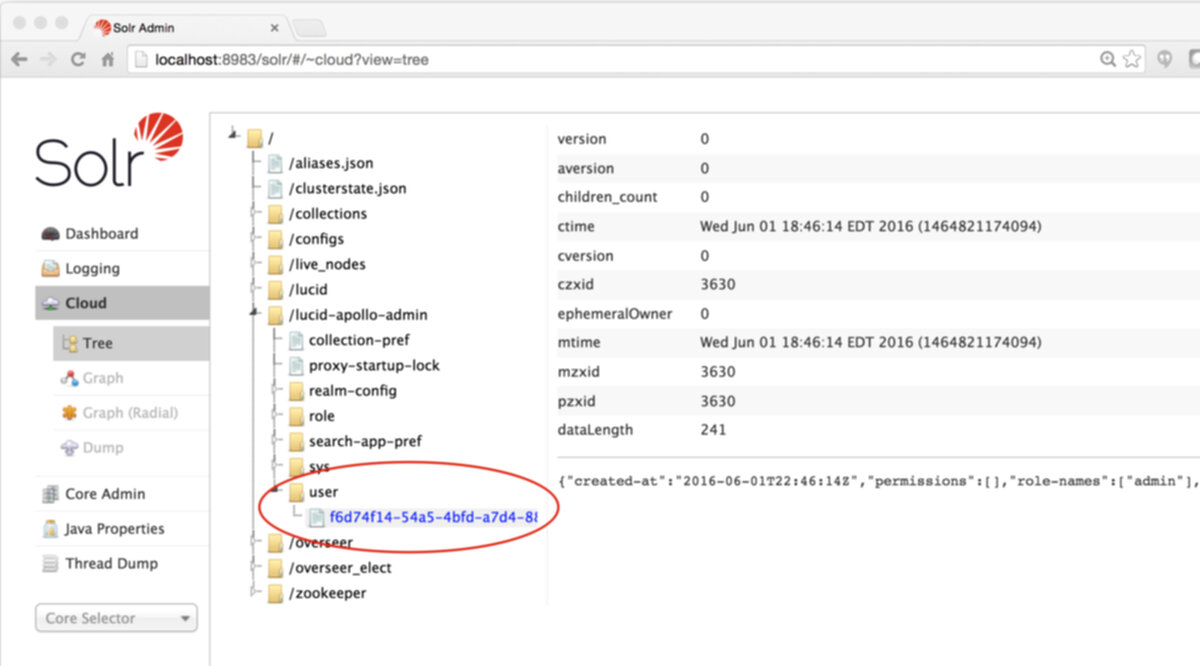 Solr Admin
localhost:8983/solr/#/~cloud?view=tree
Solr
Dashboard
Logging
Cloud
Tree
Graph
Graph (Radial)
Dump
Core Admin
Java Properties
Thread Dump
Core Selector
/
/aliases.json
/clusterstate.json
/collections
/configs
/live_nodes
/lucid
/lucid-apollo-admin
collection-pref
proxy-startup-lock
realm-config
role
search-app-pref
sys
user
f6d74f14-54a5-4bfd-a7d4-8
/overseer
/overseer_elect
/zookeeper
version 0
aversion 0
children_count 0
ctime Wed Jun 01 18:46:14 EDT 2016 (1464821174094)
cversion 0
czxid 3630
ephemeralOwner 0
mtime Wed Jun 01 18:46:14 EDT 2016 (1464821174094)
mzxid 3630
pzxid 3630
dataLength 241
{"created-at":"2016-06-01T22:46:14Z","permissions":[],"role-names":["admin"],